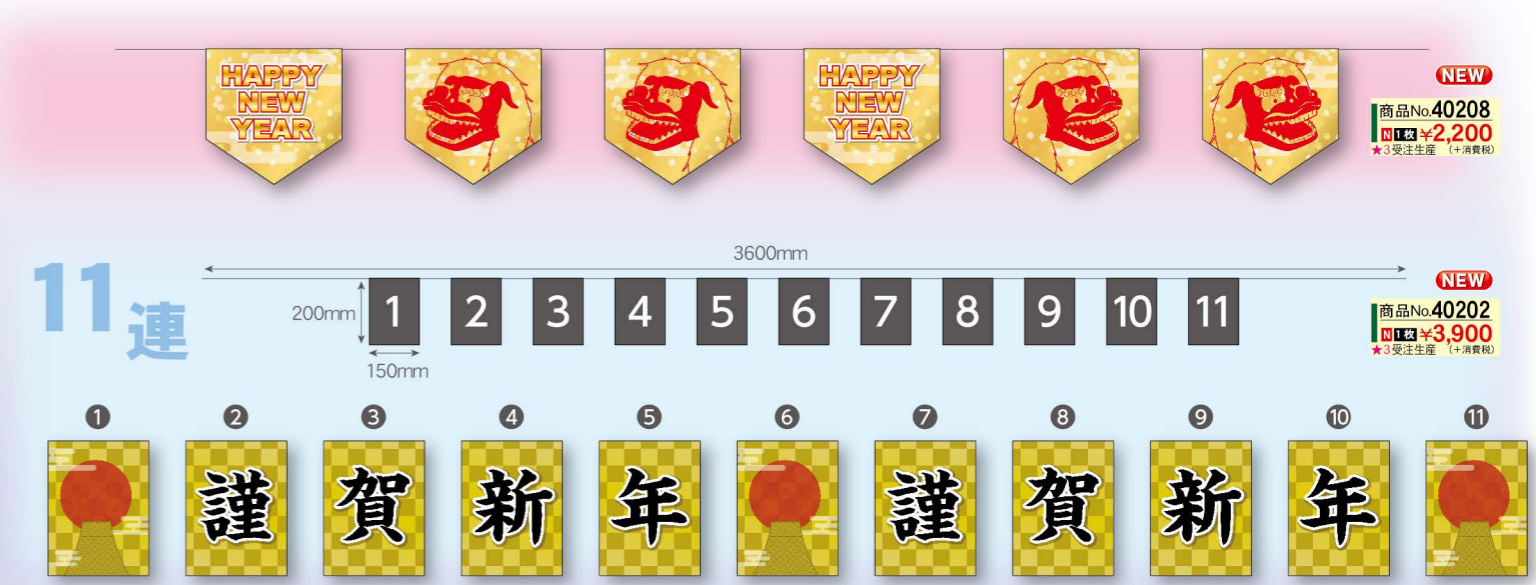 HAPPY
NEW
YEAR
HAPPY
NEW
YEAR
NEW
商品No.40208
N 1枚 ¥2,200
★3受注生産 (+消費税)
11連
3600mm
200mm
150mm
1 2 3 4 5 6 7 8 9 10 11
NEW
商品No.40202
N 1枚 ¥3,900
★3受注生産 (+消費税)
❶ ❷ ❸ ❹ ❺ ❻ ❼ ❽ ❾ ❿ ⓫
謹 賀 新 年 謹 賀 新 年